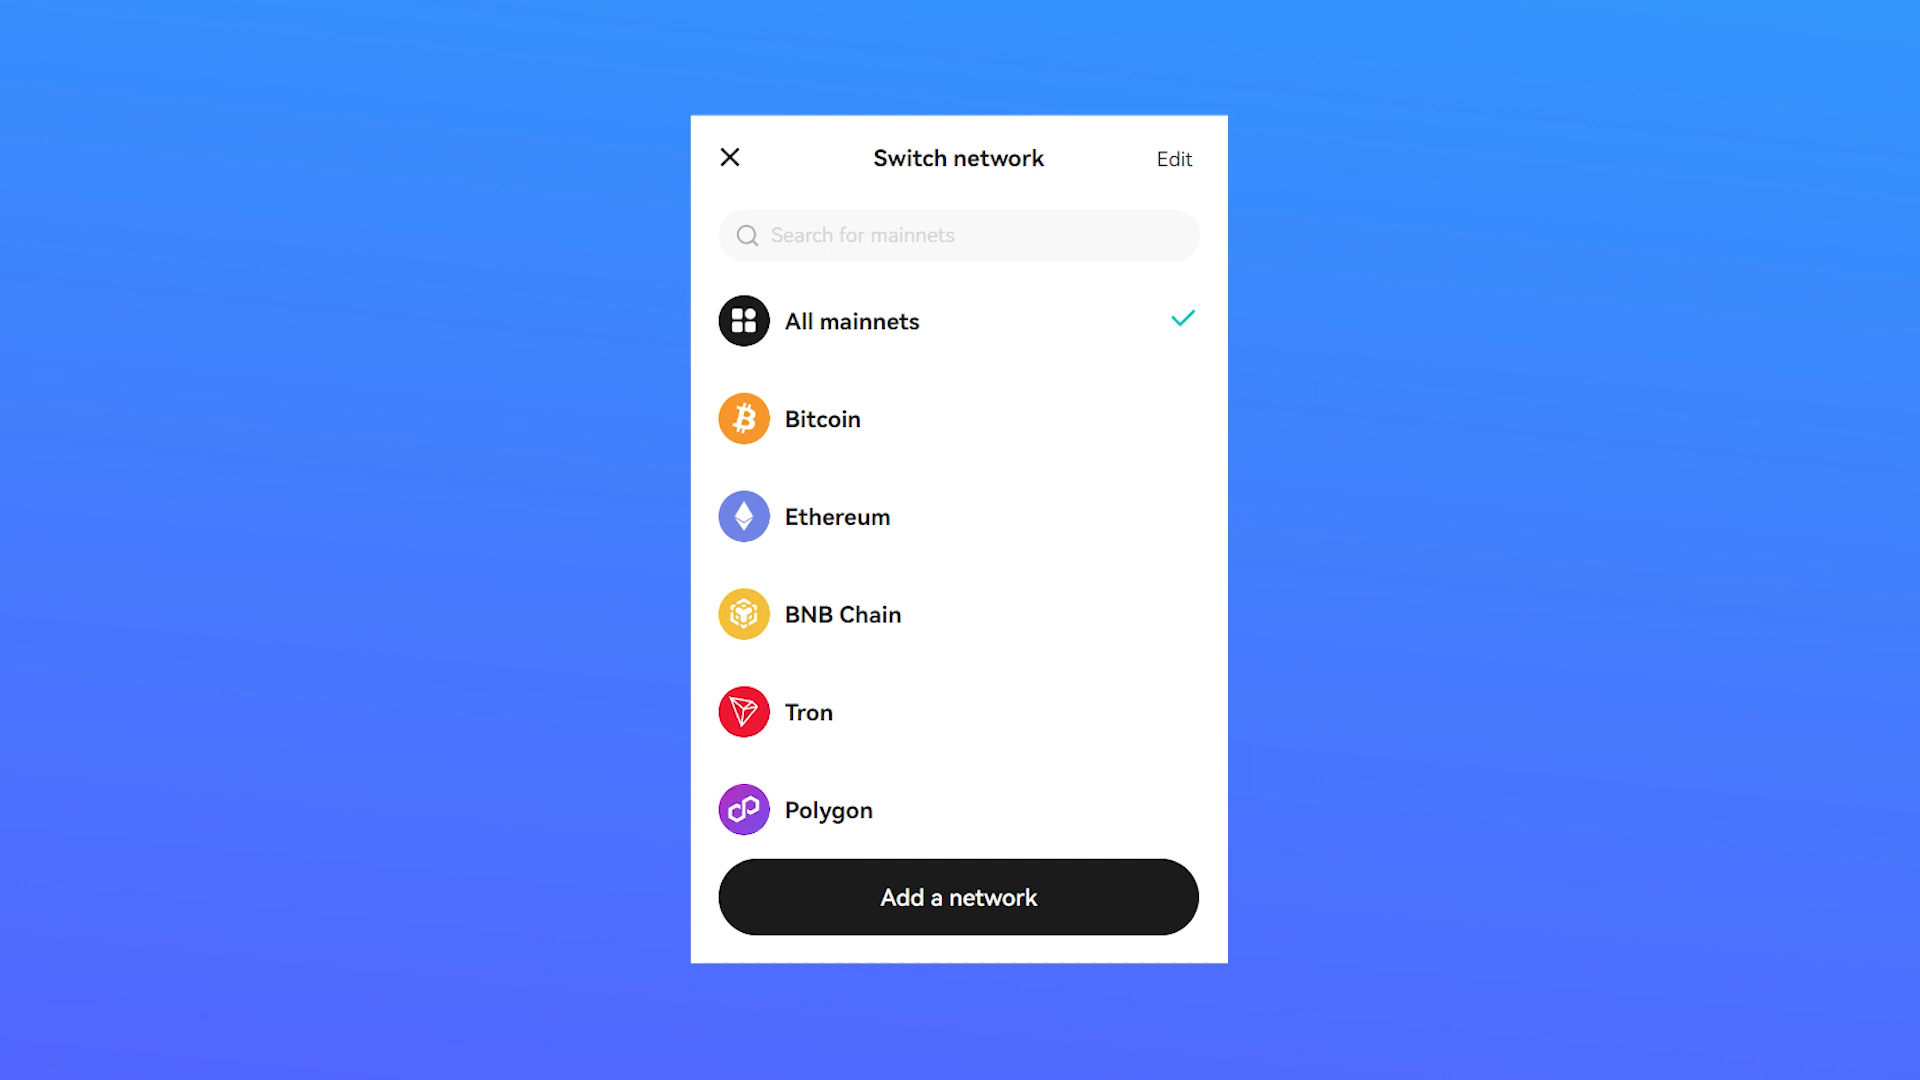 Switch network
Edit
Search for mainnets
All mainnets
Bitcoin
Ethereum
BNB Chain
Tron
Polygon
Add a network